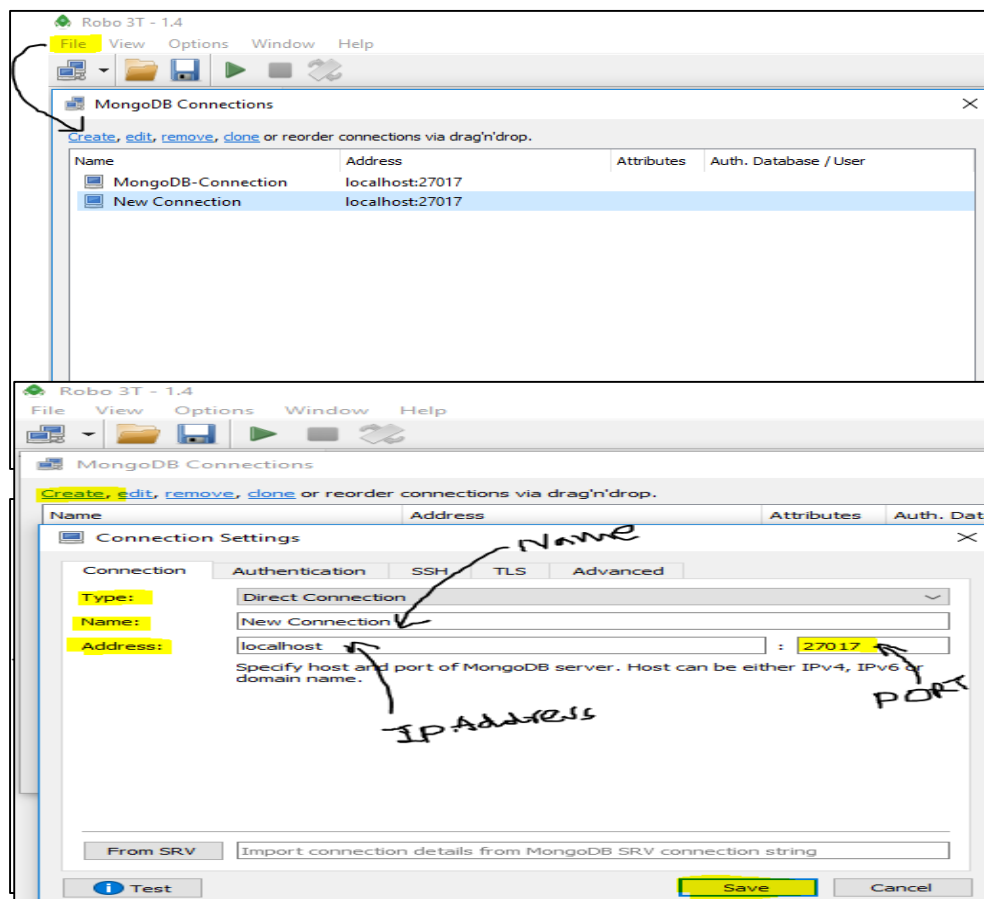 Robo 3T - 1.4
File View Options Window Help
MongoDB Connections
Create, edit, remove, clone or reorder connections via drag'n'drop.
Name Address Attributes Auth. Database / User
MongoDB-Connection localhost:27017
New Connection localhost:27017
Robo 3T - 1.4
File View Options Window Help
MongoDB Connections
Create, edit, remove, clone or reorder connections via drag'n'drop.
Name Address Attributes Auth. Dat
Connection Settings
Name
Connection Authentication SSH TLS Advanced
Type: Direct Connection
Name: New Connection
Address: localhost : 27017
Specify host and port of MongoDB server. Host can be either IPv4, IPv6 or
domain name.
PORT
IP Address
From SRV Import connection details from MongoDB SRV connection string
Test Save Cancel